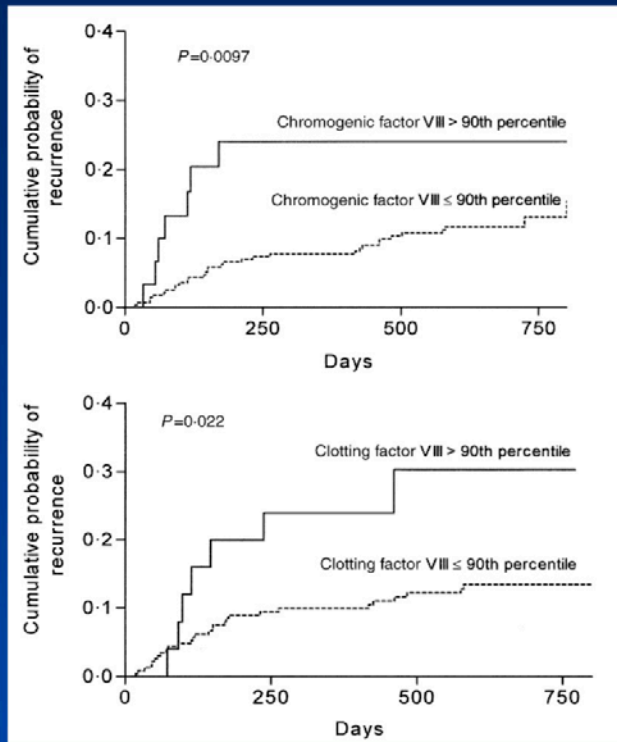 0·4
P=0·0097
0·3
Chromogenic factor VIII > 90th percentile
0·2
Chromogenic factor VIII ≤ 90th percentile
0·1
0·0
0 250 500 750
Days
Cumulative probability of
recurrence
0·4
P=0·022
Clotting factor VIII > 90th percentile
0·3
0·2
Clotting factor VIII ≤ 90th percentile
0·1
0·0
0 250 500 750
Days
Cumulative probability of
recurrence